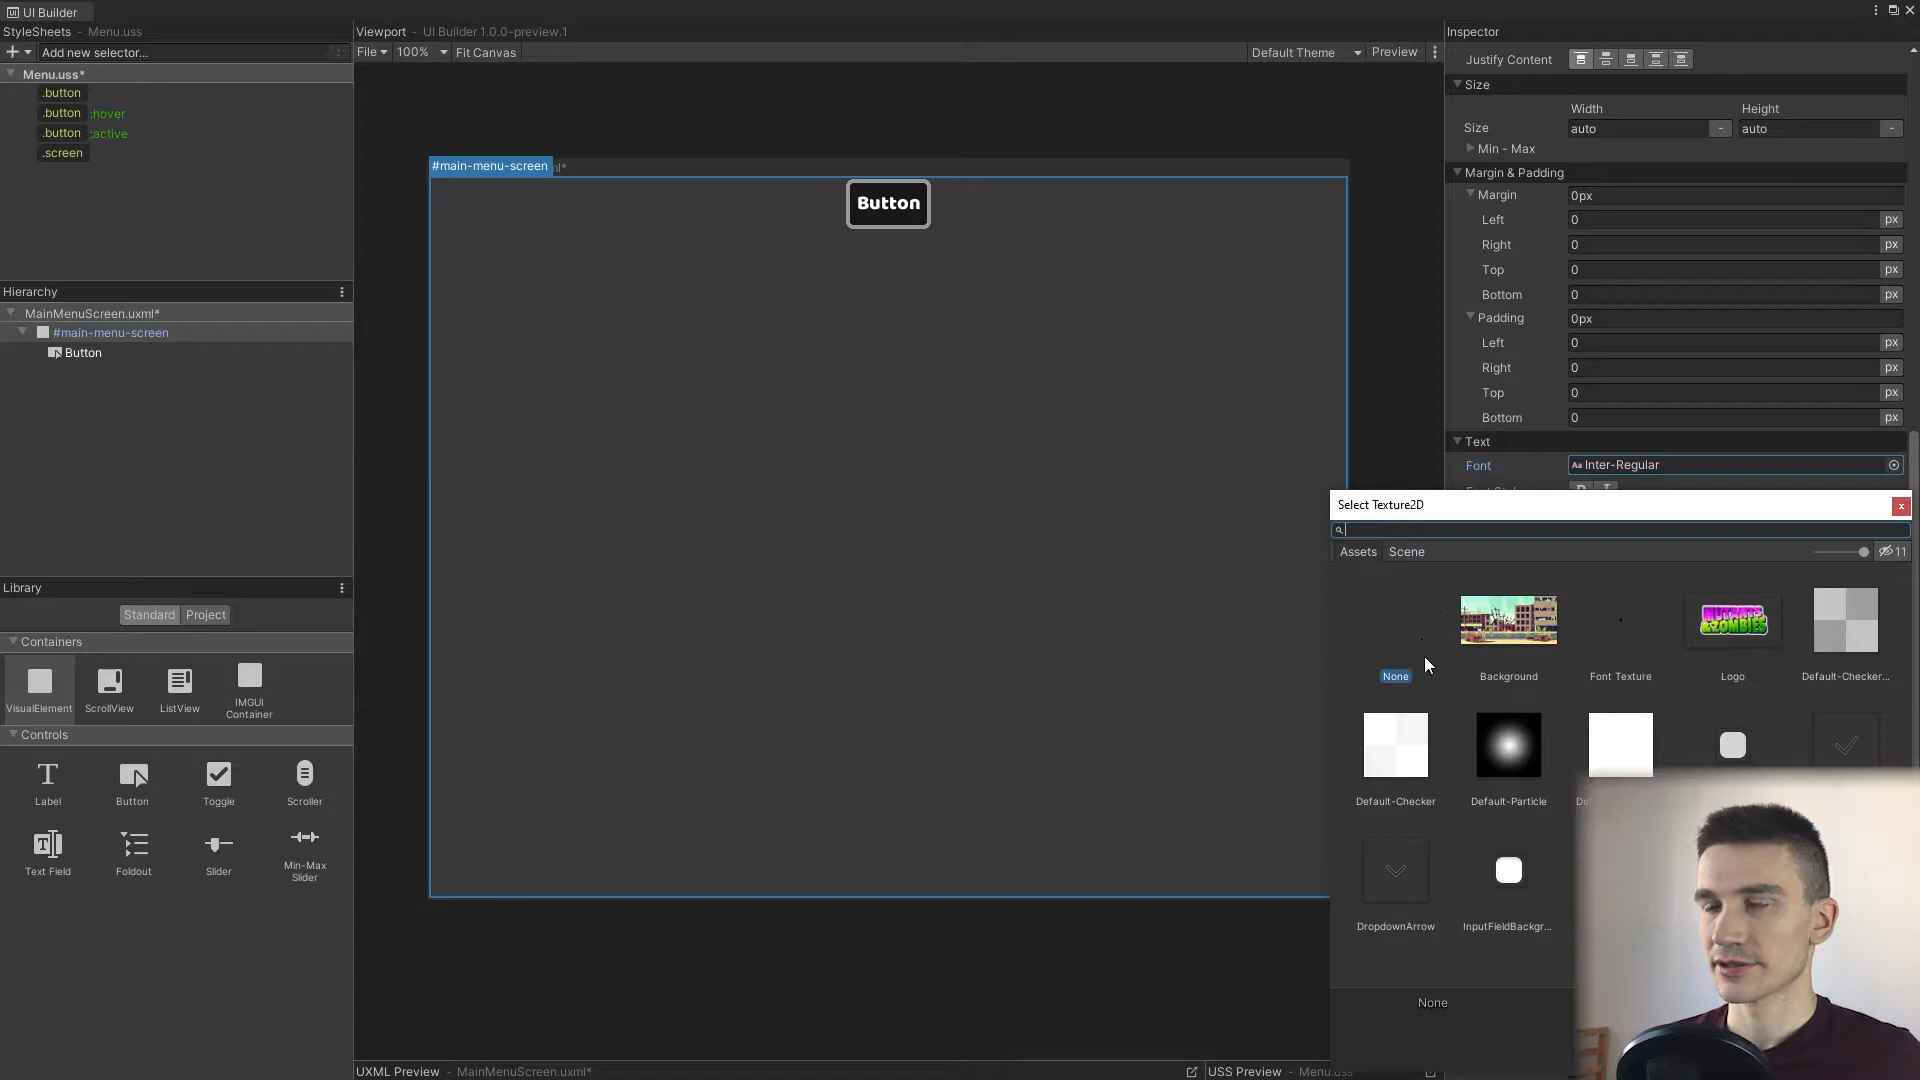 UI Builder
StyleSheets - Menu.uss
Add new selector...
Menu.uss*
.button
.button :hover
.button :active
.screen
Hierarchy
MainMenuScreen.uxml*
#main-menu-screen
Button
Library
Standard Project
Containers
VisualElement ScrollView ListView IMGUI Container
Controls
Label Button Toggle Scroller
Text Field Foldout Slider Min-Max Slider
Viewport - UI Builder 1.0.0-preview.1
File 100% Fit Canvas Default Theme Preview
#main-menu-screen
Button
UXML Preview - MainMenuScreen.uxml* USS Preview - Menu.uss
Inspector
Justify Content
Size
Width Height
Size auto - auto -
Min - Max
Margin & Padding
Margin 0px
Left 0 px
Right 0 px
Top 0 px
Bottom 0 px
Padding 0px
Left 0 px
Right 0 px
Top 0 px
Bottom 0 px
Text
Font Aa Inter-Regular
Select Texture2D x
Assets Scene 11
MUTANTS
&ZOMBIES
None Background Font Texture Logo Default-Checker...
Default-Checker Default-Particle
DropdownArrow InputFieldBackgr...
None